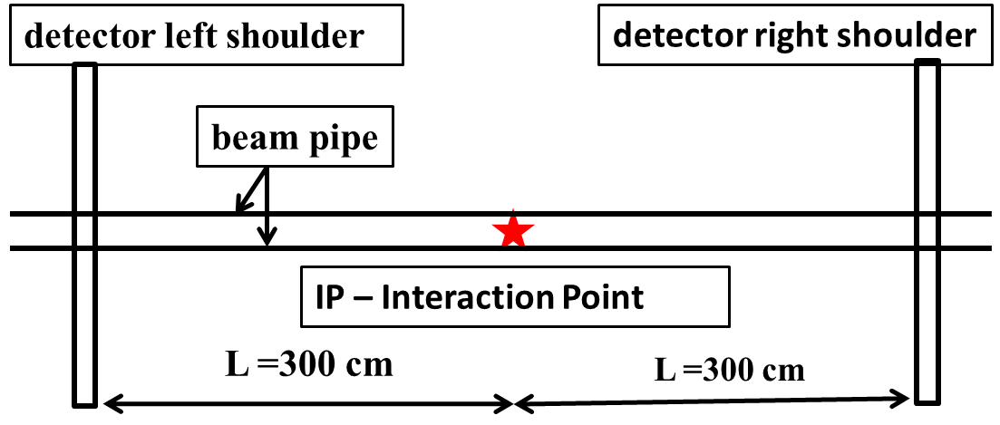 detector left shoulder
detector right shoulder
beam pipe
IP – Interaction Point
L =300 cm
L =300 cm